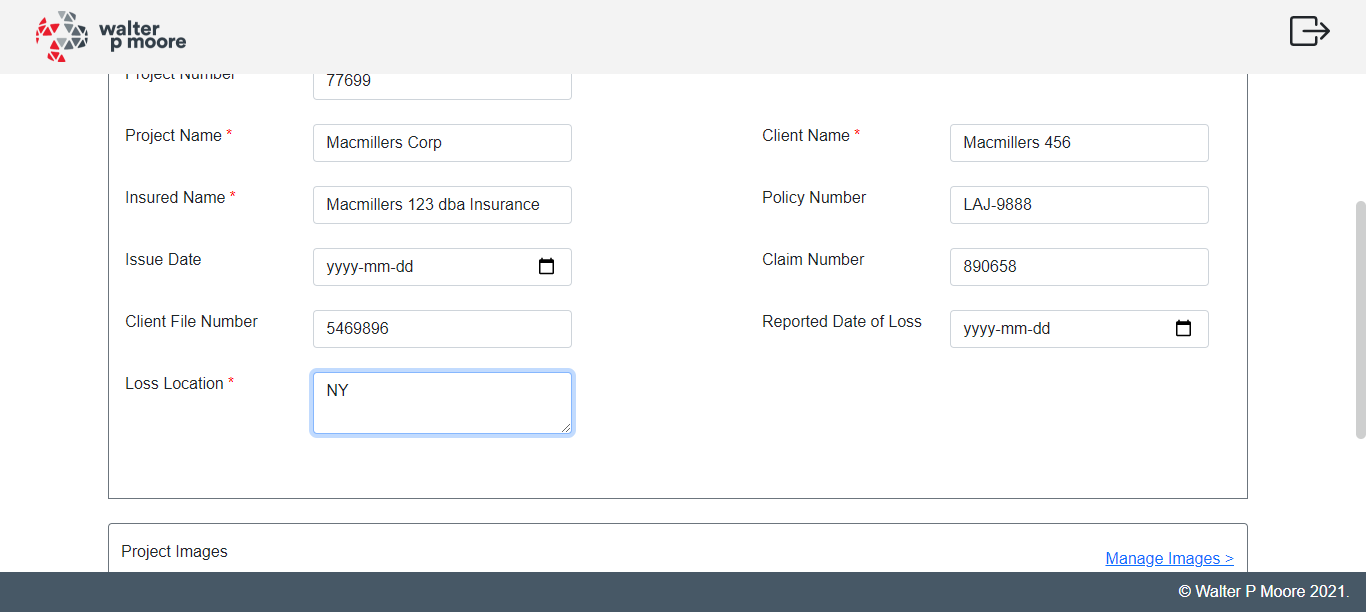 walter
p moore
Project Number
77699
Project Name *
Macmillers Corp
Client Name *
Macmillers 456
Insured Name *
Macmillers 123 dba Insurance
Policy Number
LAJ-9888
Issue Date
yyyy-mm-dd
Claim Number
890658
Client File Number
5469896
Reported Date of Loss
yyyy-mm-dd
Loss Location *
NY
Project Images
Manage Images >
© Walter P Moore 2021.